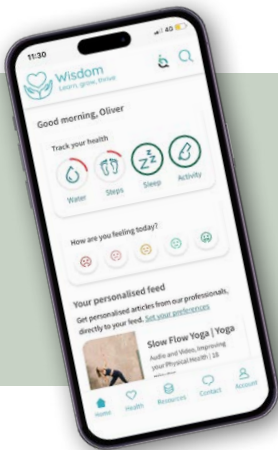 11:30
4G
Wisdom
Learn, grow, thrive
Good morning, Oliver
Track your health
Water
Steps
Sleep
Activity
How are you feeling today?
Your personalised feed
Get personalised articles from our professionals,
directly to your feed. Set your preferences
Slow Flow Yoga | Yoga
Audio and Video, Improving
your Physical Health | 18
Home
Health
Resources
Contact
Account